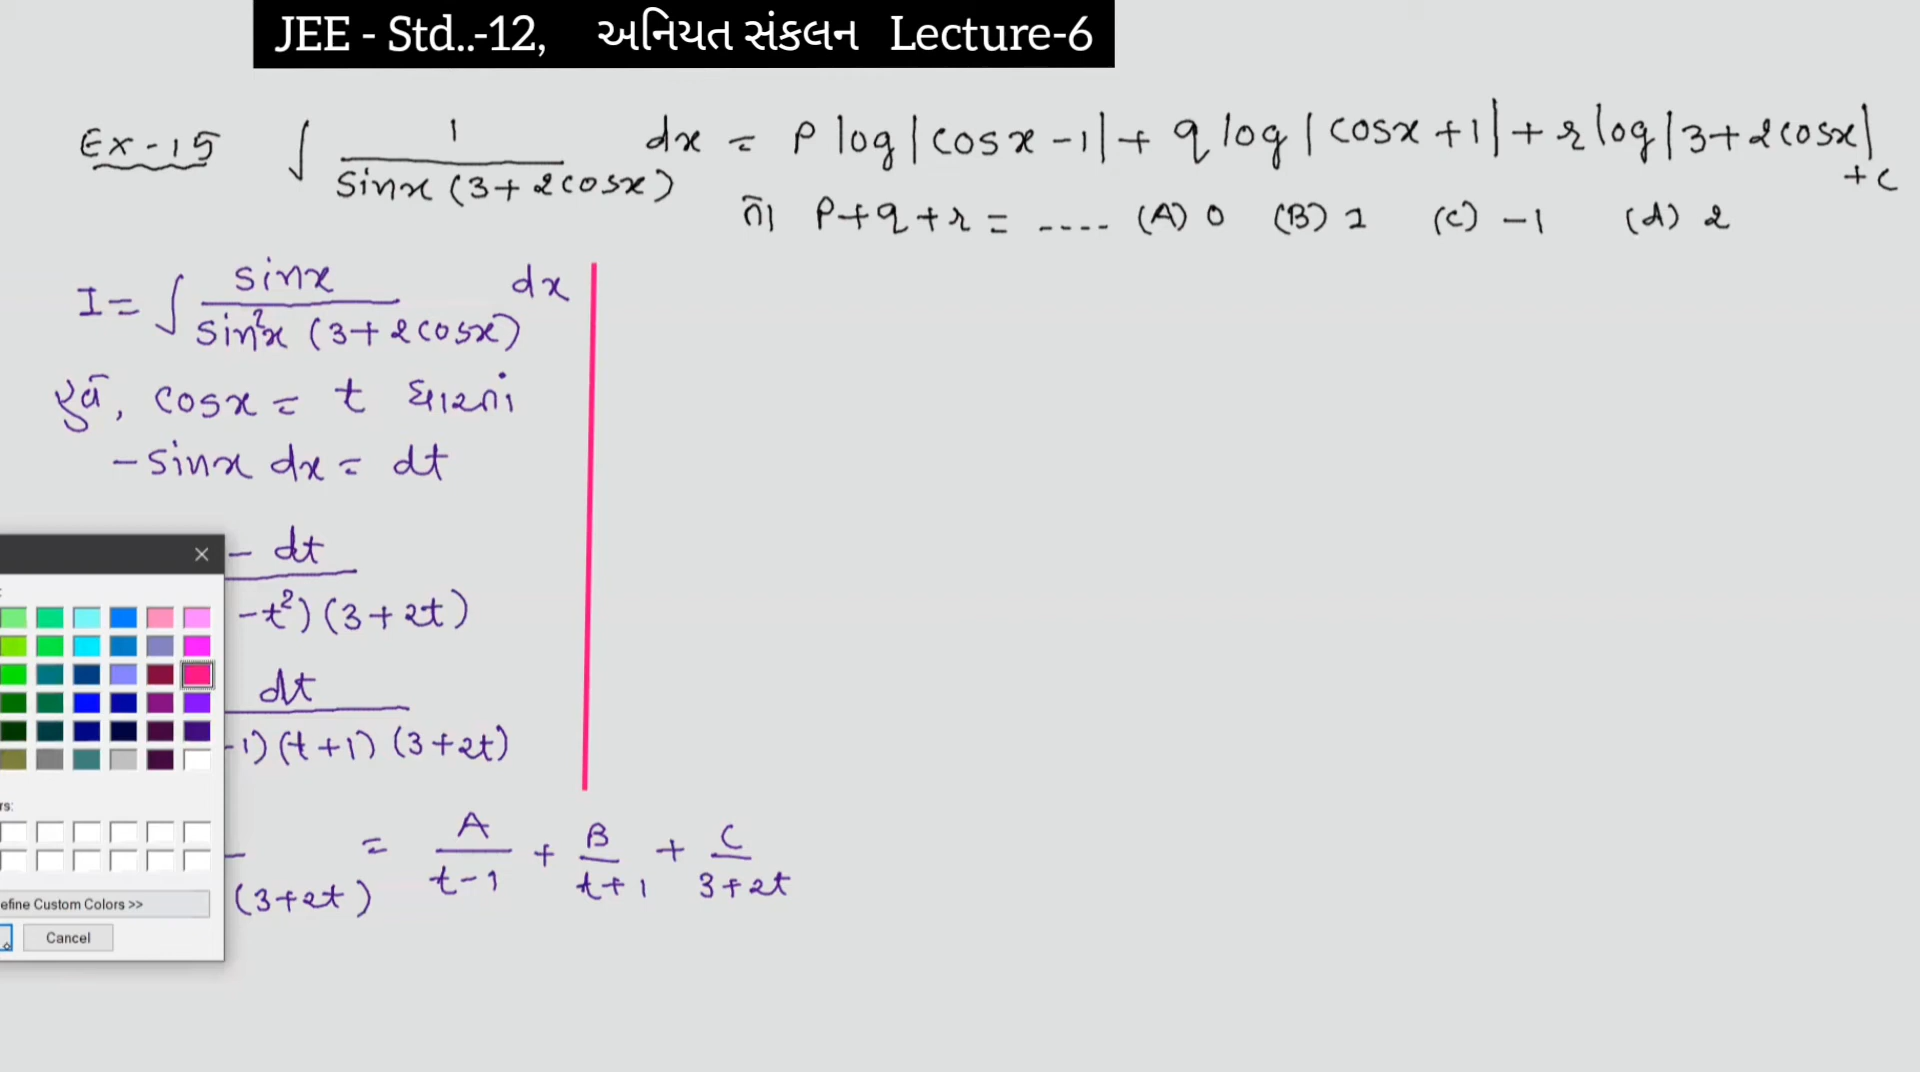 JEE - Std..-12, અનિયત સંકલન Lecture-6
Ex-15 ∫ 1 / sinx (3+2cosx) dx = P log|cosx -1| + q log|cosx +1| + r log|3+2cosx| +c
તો P+q+r = .... (A) 0 (B) 1 (c) -1 (d) 2
I = ∫ sinx / sin²x (3+2cosx) dx
હવે, cosx = t ધારતાં
-sinx dx = dt
- dt
-t²) (3+2t)
dt
-1) (t+1) (3+2t)
(3+2t) = A / t-1 + B / t+1 + C / 3+2t
rs:
efine Custom Colors >>
Cancel